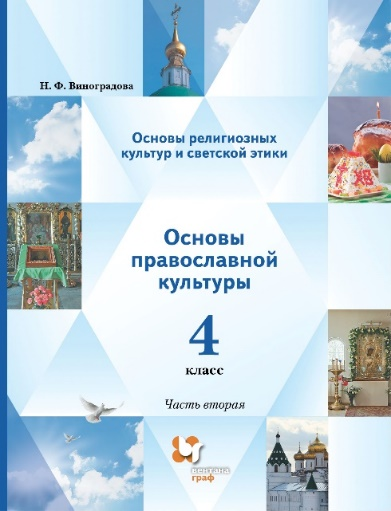 Н. Ф. Виноградова
Основы религиозных
культур и светской этики
Основы
православной
культуры
4
класс
Часть вторая
вентана
граф